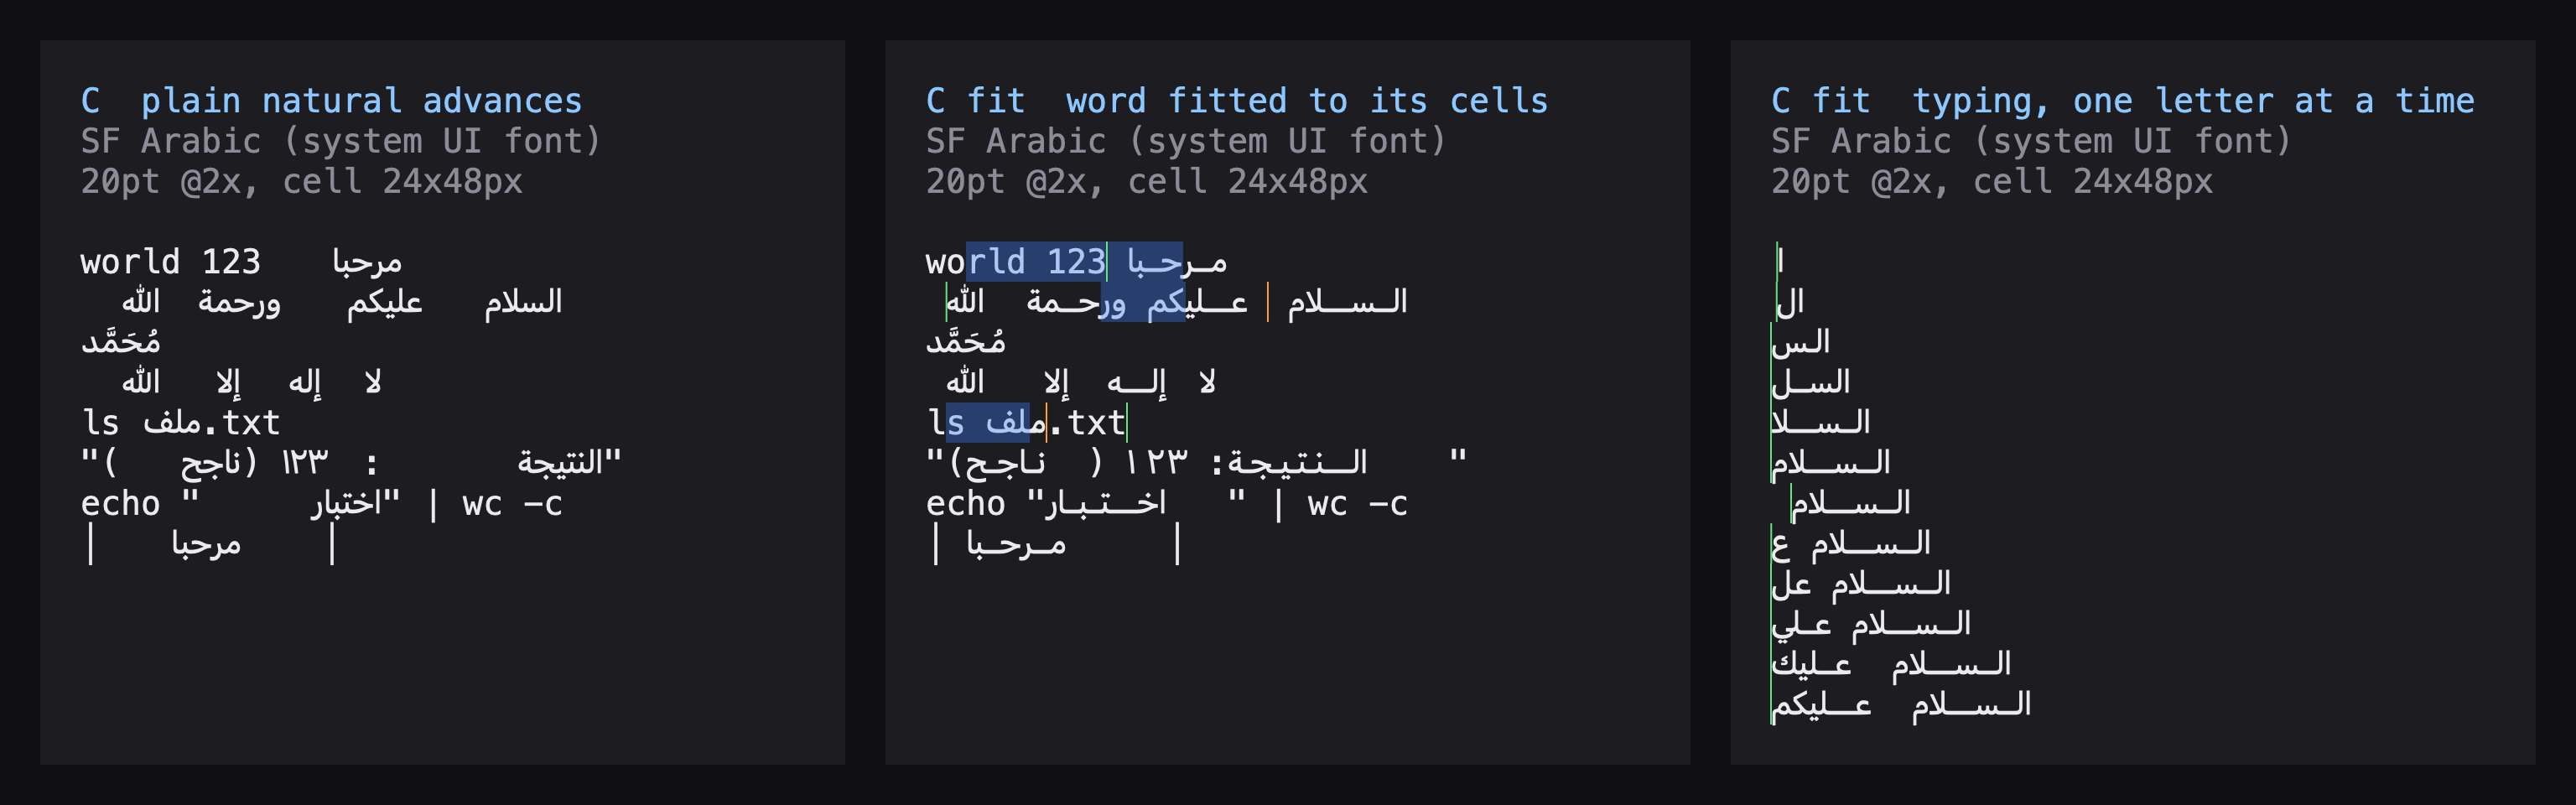 C plain natural advances
SF Arabic (system UI font)
20pt @2x, cell 24x48px
world 123 مرحبا
السلام عليكم ورحمة الله
مُحَمَّد
لا إله إلا الله
ls ملف.txt
"النتيجة: ١٢٣ (ناجح)"
echo "اختبار" | wc -c
| مرحبا |
C fit word fitted to its cells
SF Arabic (system UI font)
20pt @2x, cell 24x48px
world 123 مرحبا
السلام عليكم ورحمة الله
مُحَمَّد
لا إله إلا الله
ls ملف.txt
"النتيجة: ١٢٣ (ناجح)"
echo "اختبار" | wc -c
| مرحبا |
C fit typing, one letter at a time
SF Arabic (system UI font)
20pt @2x, cell 24x48px
ا
ال
الس
السل
السلا
السلام
السلام
السلام ع
السلام عل
السلام علي
السلام عليك
السلام عليكم